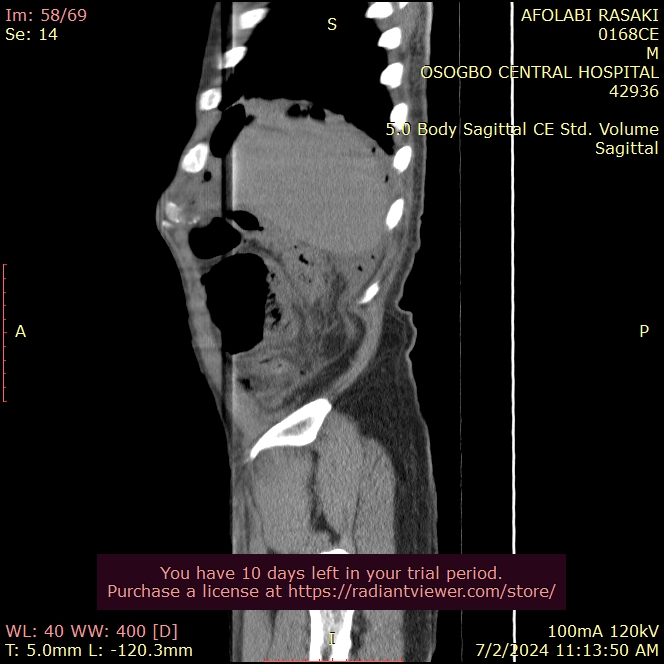 Im: 58/69
Se: 14
S
AFOLABI RASAKI
0168CE
M
OSOGBO CENTRAL HOSPITAL
42936
5.0 Body Sagittal CE Std. Volume
Sagittal
A
P
You have 10 days left in your trial period.
Purchase a license at https://radiantviewer.com/store/
WL: 40 WW: 400 [D]
T: 5.0mm L: -120.3mm
I
100mA 120kV
7/2/2024 11:13:50 AM